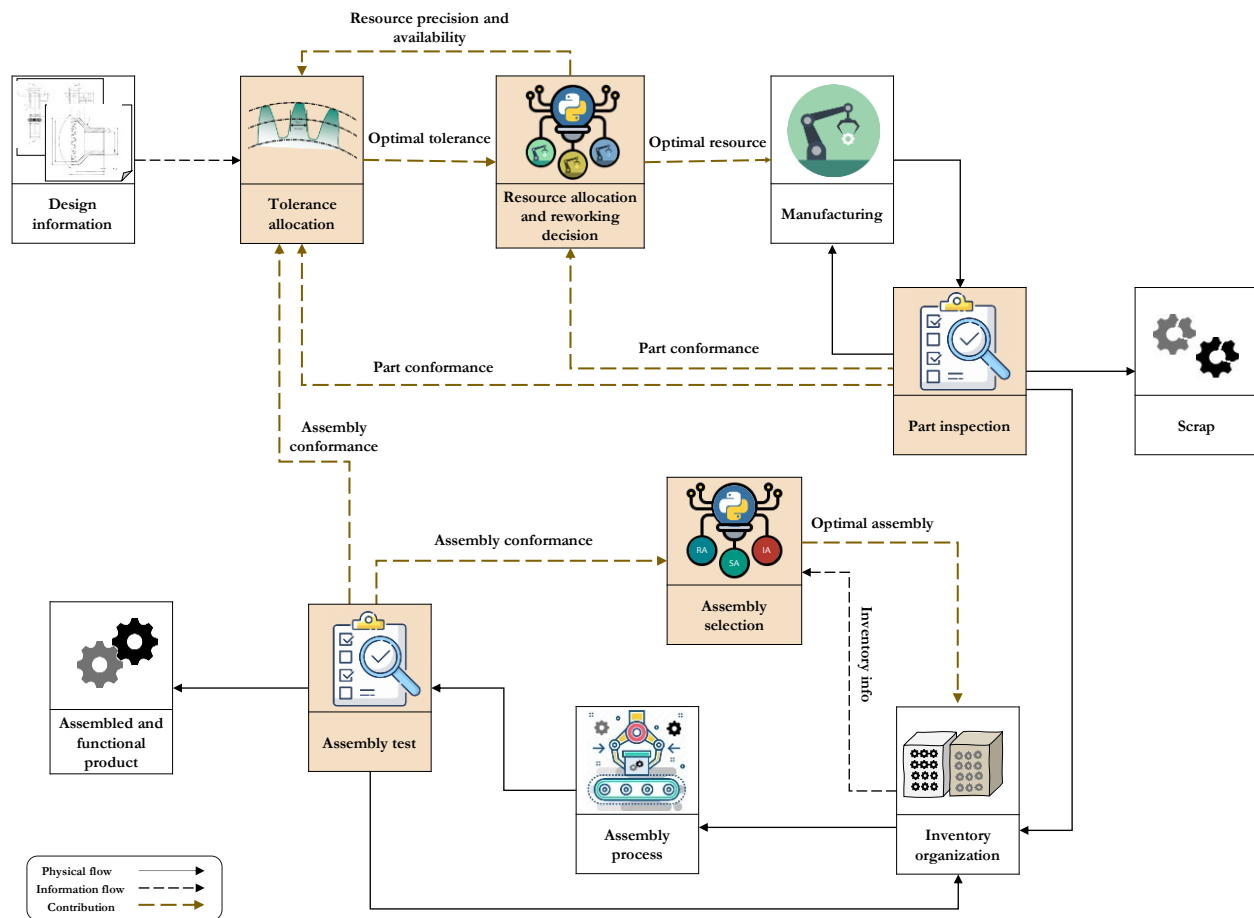 Resource precision and
availability
Optimal tolerance
Optimal resource
Design
information
Tolerance
allocation
Resource allocation
and reworking
decision
Manufacturing
Part conformance
Part conformance
Part inspection
Scrap
Assembly
conformance
Assembly conformance
RA
SA
IA
Optimal assembly
Assembly
selection
Inventory info
Assembled and
functional
product
Assembly test
Assembly
process
Inventory
organization
Physical flow
Information flow
Contribution